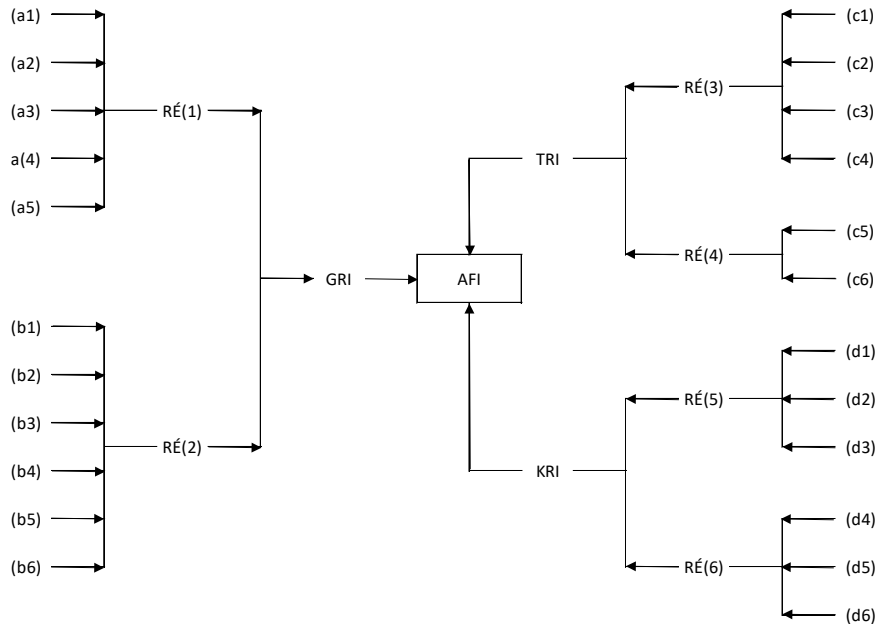 (a1)
(a2)
(a3)
a(4)
(a5)
RÉ(1)
(b1)
(b2)
(b3)
(b4)
(b5)
(b6)
RÉ(2)
GRI
AFI
TRI
KRI
RÉ(3)
RÉ(4)
RÉ(5)
RÉ(6)
(c1)
(c2)
(c3)
(c4)
(c5)
(c6)
(d1)
(d2)
(d3)
(d4)
(d5)
(d6)